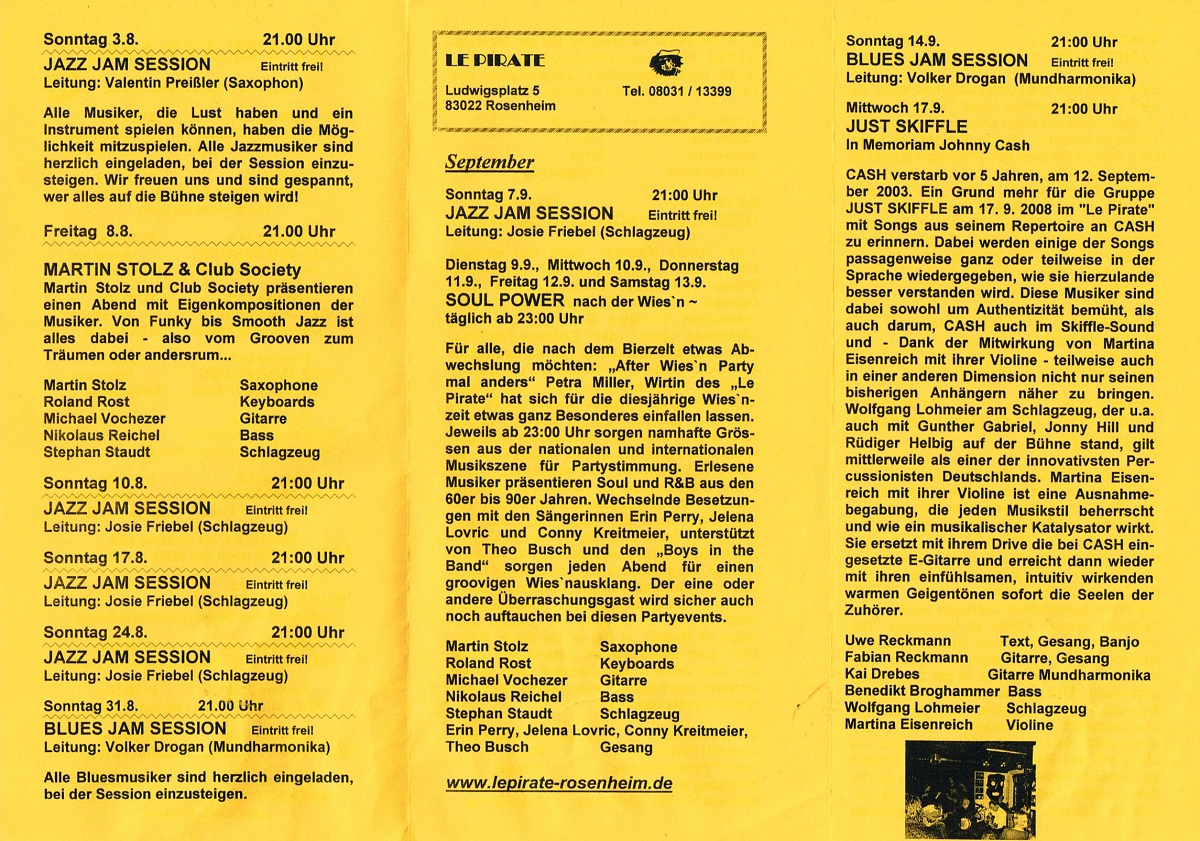 Sonntag 3.8. 21.00 Uhr
JAZZ JAM SESSION Eintritt frei!
Leitung: Valentin Preißler (Saxophon)
Alle Musiker, die Lust haben und ein
Instrument spielen können, haben die Mög-
lichkeit mitzuspielen. Alle Jazzmusiker sind
herzlich eingeladen, bei der Session einzu-
steigen. Wir freuen uns und sind gespannt,
wer alles auf die Bühne steigen wird!
Freitag 8.8. 21.00 Uhr
MARTIN STOLZ & Club Society
Martin Stolz und Club Society präsentieren
einen Abend mit Eigenkompositionen der
Musiker. Von Funky bis Smooth Jazz ist
alles dabei - also vom Grooven zum
Träumen oder andersrum...
Martin Stolz Saxophone
Roland Rost Keyboards
Michael Vochezer Gitarre
Nikolaus Reichel Bass
Stephan Staudt Schlagzeug
Sonntag 10.8. 21:00 Uhr
JAZZ JAM SESSION Eintritt frei!
Leitung: Josie Friebel (Schlagzeug)
Sonntag 17.8. 21:00 Uhr
JAZZ JAM SESSION Eintritt frei!
Leitung: Josie Friebel (Schlagzeug)
Sonntag 24.8. 21:00 Uhr
JAZZ JAM SESSION Eintritt frei!
Leitung: Josie Friebel (Schlagzeug)
Sonntag 31.8. 21.00 Uhr
BLUES JAM SESSION Eintritt frei!
Leitung: Volker Drogan (Mundharmonika)
Alle Bluesmusiker sind herzlich eingeladen,
bei der Session einzusteigen.
LE PIRATE
Ludwigsplatz 5 Tel. 08031 / 13399
83022 Rosenheim
September
Sonntag 7.9. 21:00 Uhr
JAZZ JAM SESSION Eintritt frei!
Leitung: Josie Friebel (Schlagzeug)
Dienstag 9.9., Mittwoch 10.9., Donnerstag
11.9., Freitag 12.9. und Samstag 13.9.
SOUL POWER nach der Wies`n ~
täglich ab 23:00 Uhr
Für alle, die nach dem Bierzelt etwas Ab-
wechslung möchten: „After Wies`n Party
mal anders“ Petra Miller, Wirtin des „Le
Pirate“ hat sich für die diesjährige Wies`n-
zeit etwas ganz Besonderes einfallen lassen.
Jeweils ab 23:00 Uhr sorgen namhafte Grös-
sen aus der nationalen und internationalen
Musikszene für Partystimmung. Erlesene
Musiker präsentieren Soul und R&B aus den
60er bis 90er Jahren. Wechselnde Besetzun-
gen mit den Sängerinnen Erin Perry, Jelena
Lovric und Conny Kreitmeier, unterstützt
von Theo Busch und den „Boys in the
Band“ sorgen jeden Abend für einen
groovigen Wies`nausklang. Der eine oder
andere Überraschungsgast wird sicher auch
noch auftauchen bei diesen Partyevents.
Martin Stolz Saxophone
Roland Rost Keyboards
Michael Vochezer Gitarre
Nikolaus Reichel Bass
Stephan Staudt Schlagzeug
Erin Perry, Jelena Lovric, Conny Kreitmeier,
Theo Busch Gesang
www.lepirate-rosenheim.de
Sonntag 14.9. 21:00 Uhr
BLUES JAM SESSION Eintritt frei!
Leitung: Volker Drogan (Mundharmonika)
Mittwoch 17.9. 21:00 Uhr
JUST SKIFFLE
In Memoriam Johnny Cash
CASH verstarb vor 5 Jahren, am 12. Septem-
ber 2003. Ein Grund mehr für die Gruppe
JUST SKIFFLE am 17. 9. 2008 im "Le Pirate"
mit Songs aus seinem Repertoire an CASH
zu erinnern. Dabei werden einige der Songs
passagenweise ganz oder teilweise in der
Sprache wiedergegeben, wie sie hierzulande
besser verstanden wird. Diese Musiker sind
dabei sowohl um Authentizität bemüht, als
auch darum, CASH auch im Skiffle-Sound
und - Dank der Mitwirkung von Martina
Eisenreich mit ihrer Violine - teilweise auch
in einer anderen Dimension nicht nur seinen
bisherigen Anhängern näher zu bringen.
Wolfgang Lohmeier am Schlagzeug, der u.a.
auch mit Gunther Gabriel, Jonny Hill und
Rüdiger Helbig auf der Bühne stand, gilt
mittlerweile als einer der innovativsten Per-
cussionisten Deutschlands. Martina Eisen-
reich mit ihrer Violine ist eine Ausnahme-
begabung, die jeden Musikstil beherrscht
und wie ein musikalischer Katalysator wirkt.
Sie ersetzt mit ihrem Drive die bei CASH ein-
gesetzte E-Gitarre und erreicht dann wieder
mit ihren einfühlsamen, intuitiv wirkenden
warmen Geigentönen sofort die Seelen der
Zuhörer.
Uwe Reckmann Text, Gesang, Banjo
Fabian Reckmann Gitarre, Gesang
Kai Drebes Gitarre Mundharmonika
Benedikt Broghammer Bass
Wolfgang Lohmeier Schlagzeug
Martina Eisenreich Violine